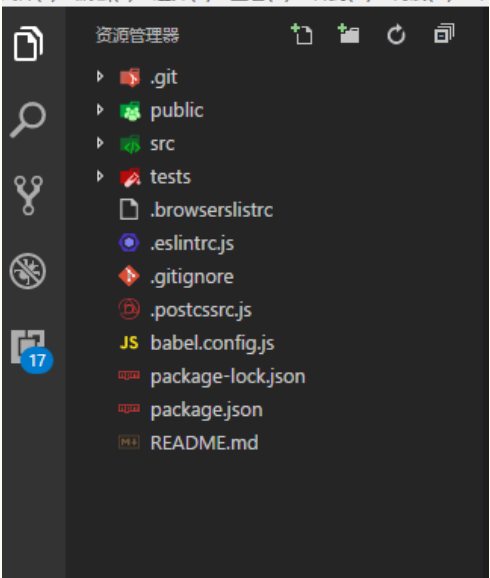 资源管理器
.git
public
src
tests
.browserslistrc
.eslintrc.js
.gitignore
.postcssrc.js
JS babel.config.js
package-lock.json
17
package.json
M↓ README.md